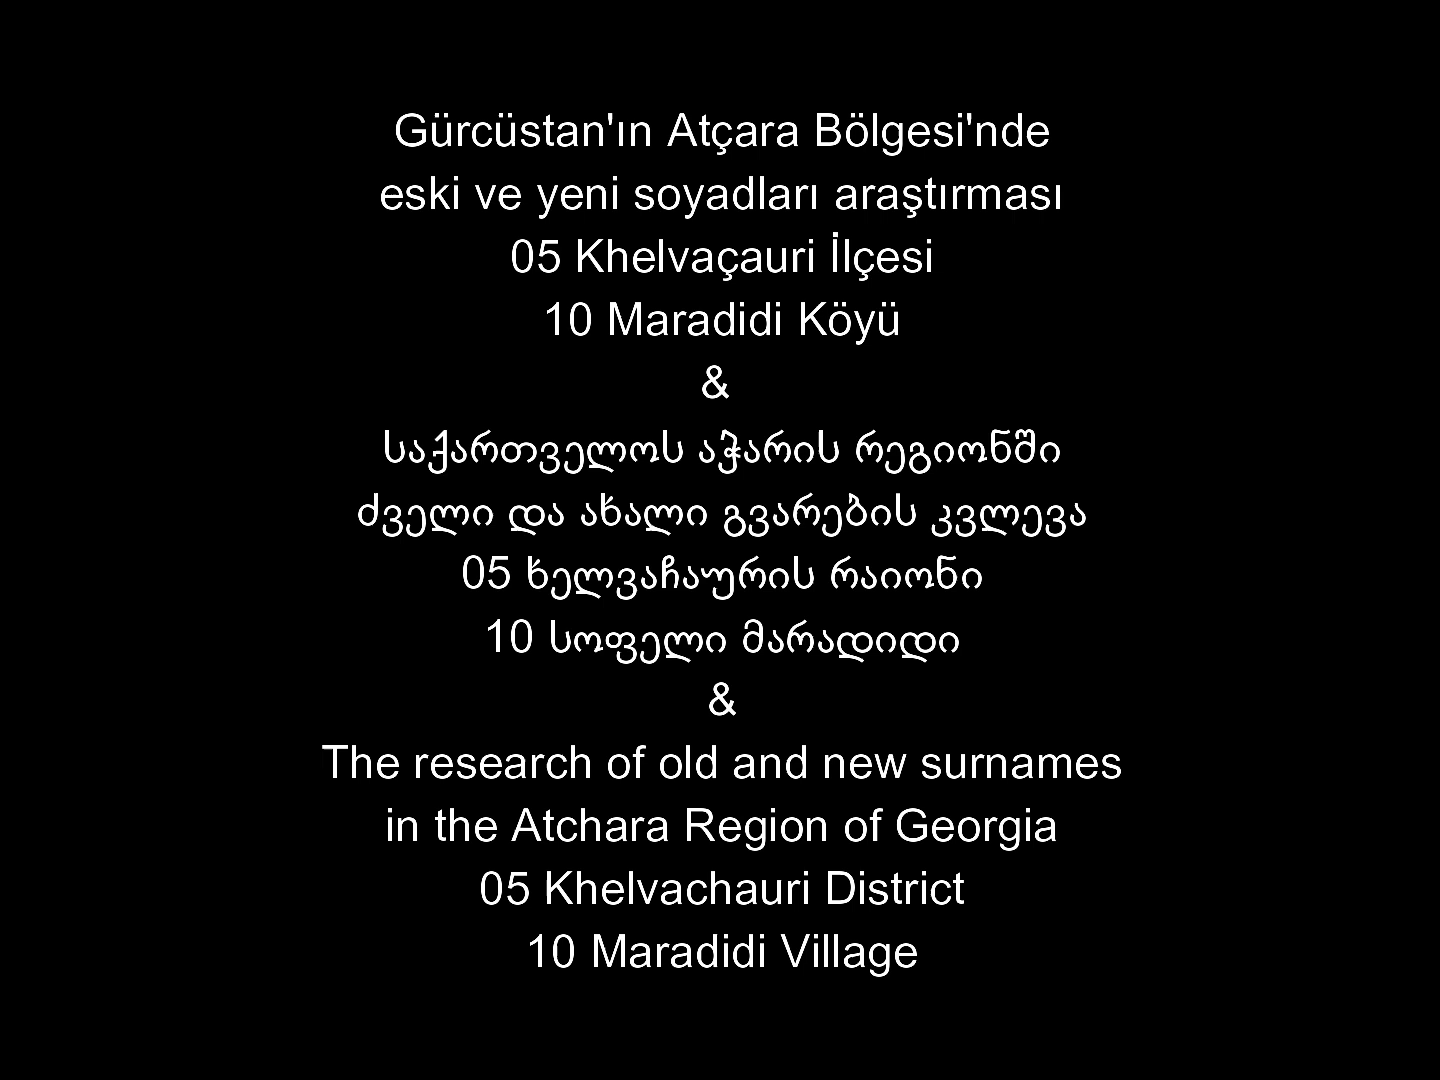 Gürcüstan'ın Atçara Bölgesi'nde
eski ve yeni soyadları araştırması
05 Khelvaçauri İlçesi
10 Maradidi Köyü
&
საქართველოს აჭარის რეგიონში
ძველი და ახალი გვარების კვლევა
05 ხელვაჩაურის რაიონი
10 სოფელი მარადიდი
&
The research of old and new surnames
in the Atchara Region of Georgia
05 Khelvachauri District
10 Maradidi Village